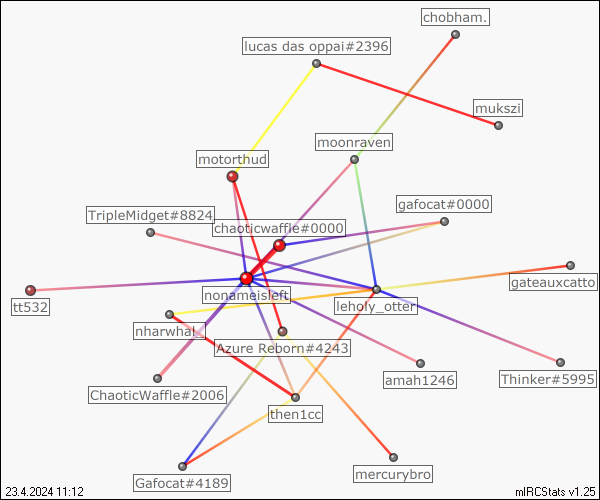 chobham.
lucas das oppai#2396
mukszi
moonraven
motorthud
gafocat#0000
TripleMidget#8824
chaoticwaffle#0000
gateauxcatto
nonameisleft
leholy_otter
tt532
nharwhal_
Azure Reborn#4243
amah1246
Thinker#5995
ChaoticWaffle#2006
then1cc
mercurybro
Gafocat#4189
23.4.2024 11:12
mIRCStats v1.25